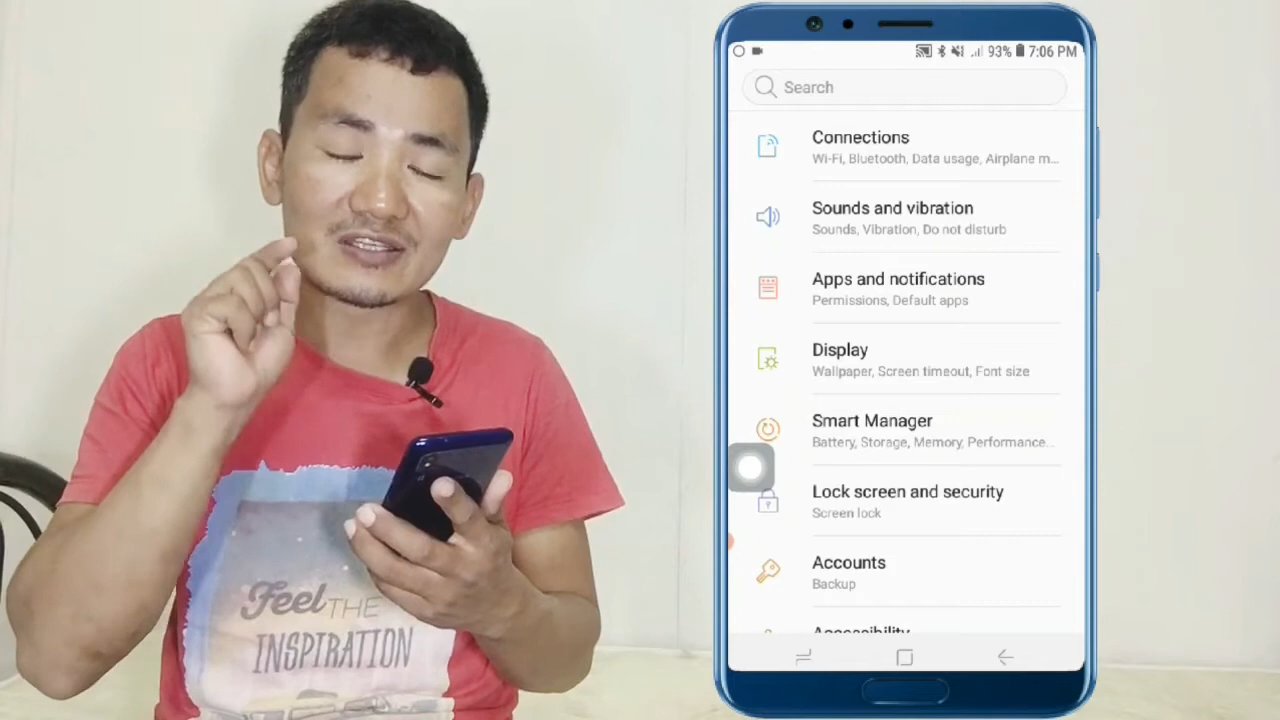 93% 7:06 PM
Search
Connections
Wi-Fi, Bluetooth, Data usage, Airplane m...
Sounds and vibration
Sounds, Vibration, Do not disturb
Apps and notifications
Permissions, Default apps
Display
Wallpaper, Screen timeout, Font size
Smart Manager
Battery, Storage, Memory, Performance...
Lock screen and security
Screen lock
Accounts
Backup
Accessibility
Feel THE
INSPIRATION